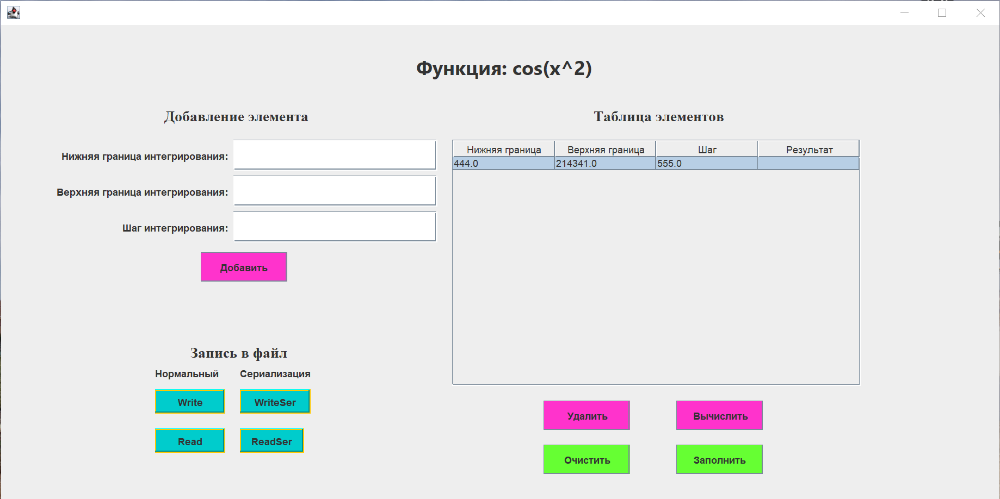 Функция: cos(x^2)
Добавление элемента
Нижняя граница интегрирования:
Верхняя граница интегрирования:
Шаг интегрирования:
Добавить
Запись в файл
Нормальный Сериализация
Write WriteSer
Read ReadSer
Таблица элементов
Нижняя граница Верхняя граница Шаг Результат
444.0 214341.0 555.0
Удалить Вычислить
Очистить Заполнить